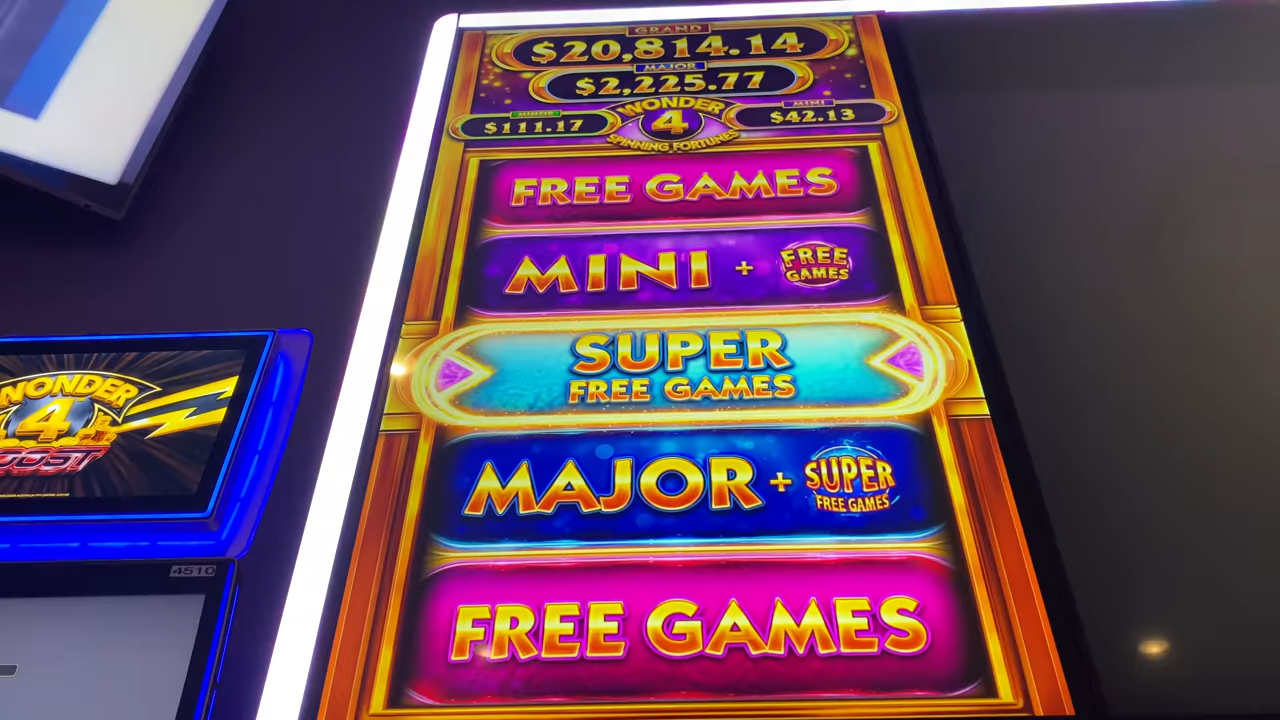 GRAND
$20,814.14
MAJOR
$2,225.77
MINOR
$111.17
WONDER
4
SPINNING FORTUNES
MINI
$42.13
FREE GAMES
MINI + FREE GAMES
SUPER
FREE GAMES
MAJOR + SUPER FREE GAMES
FREE GAMES
WONDER
4
4510